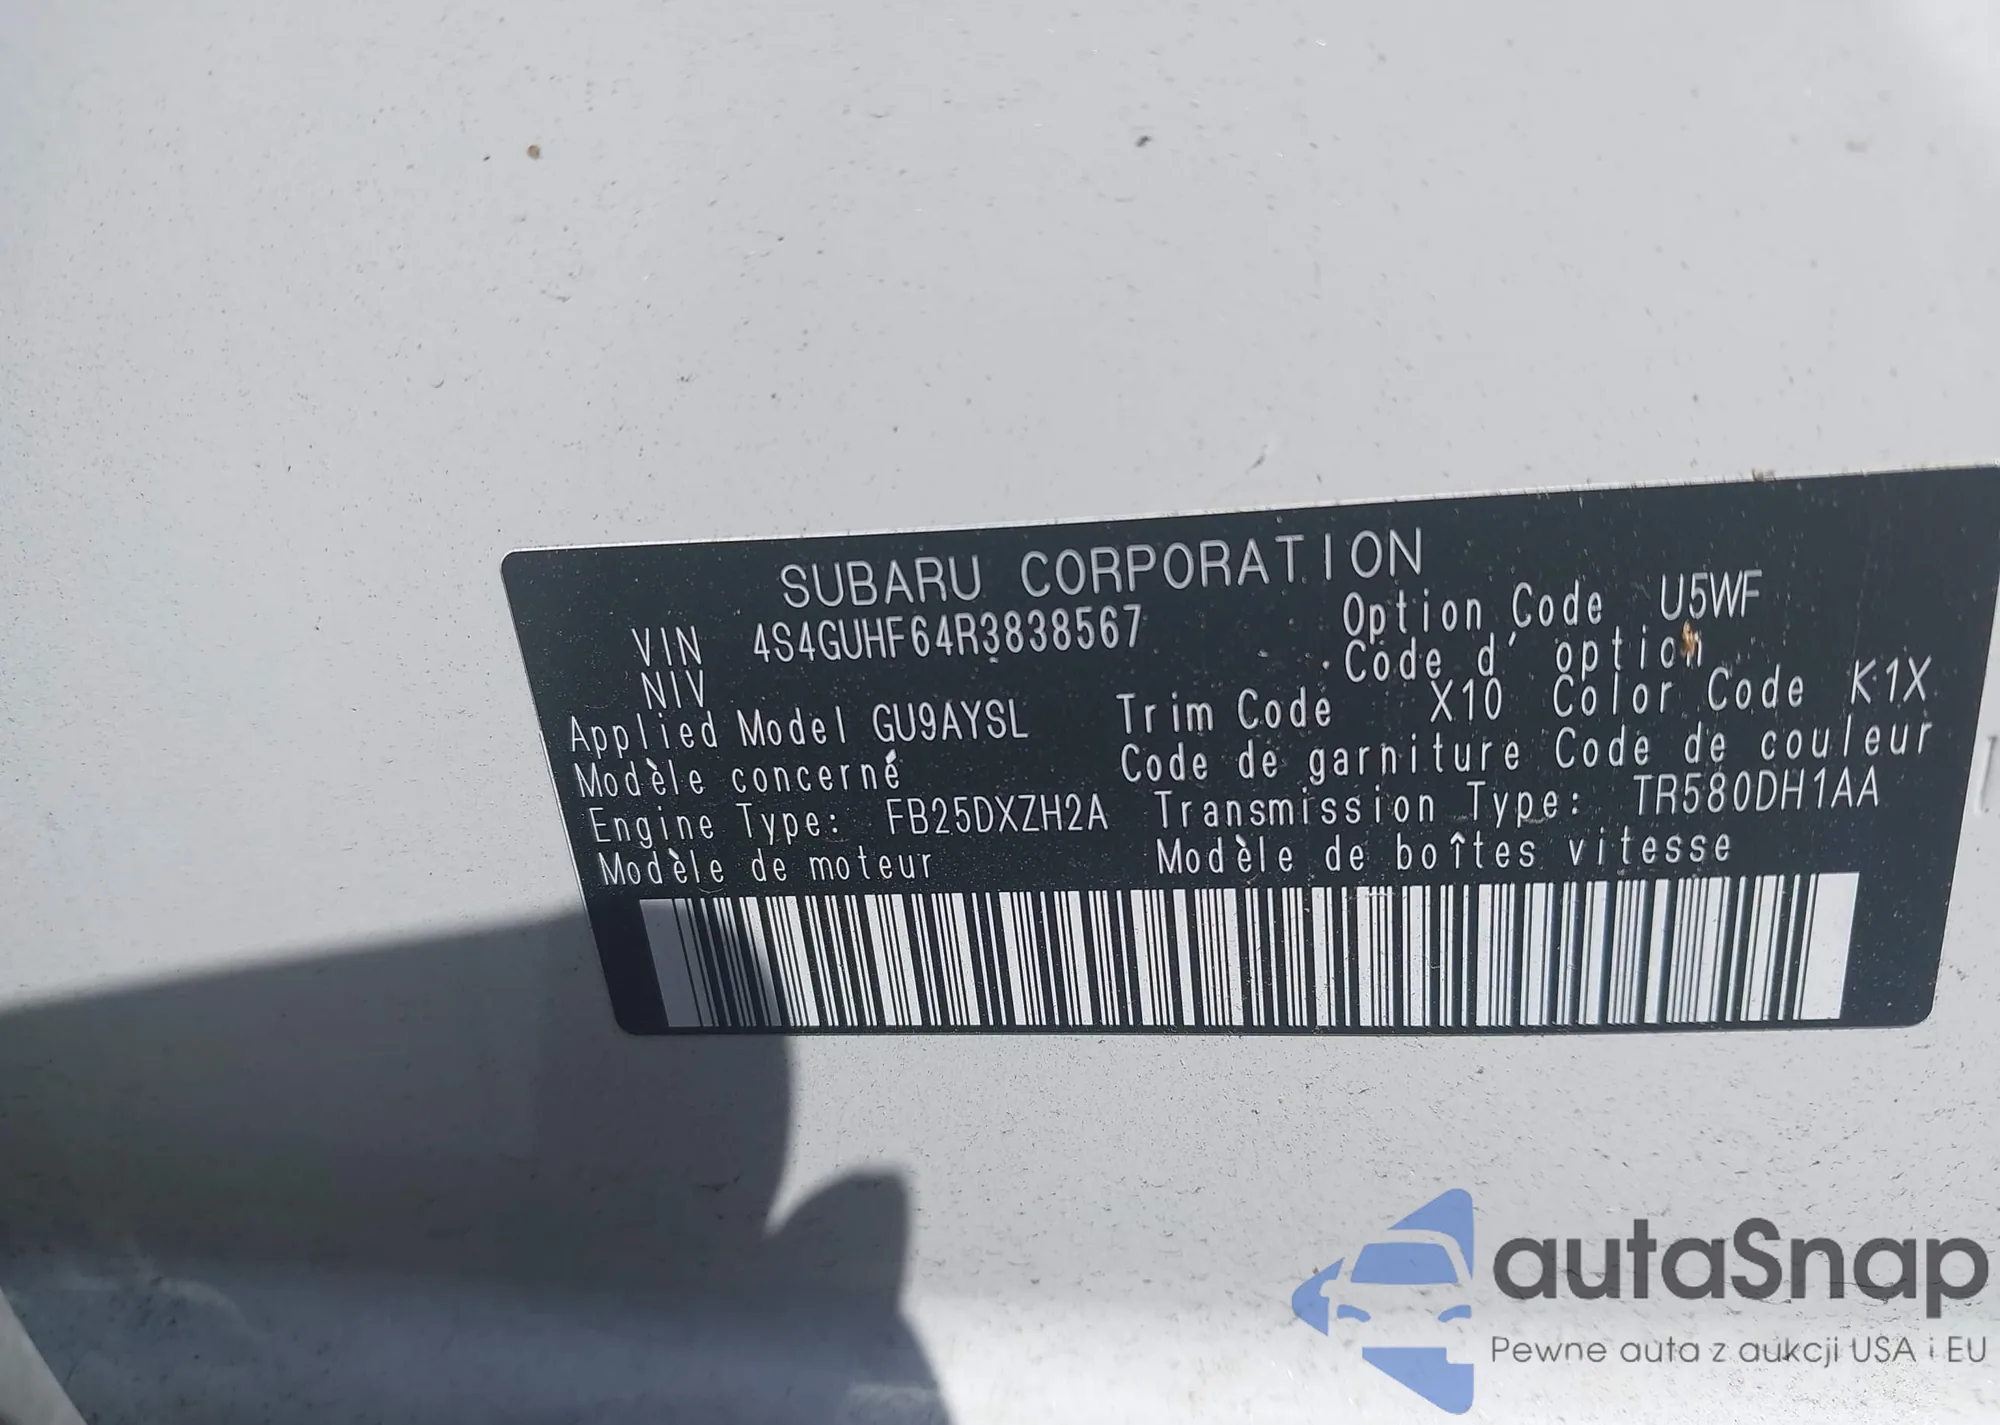 SUBARU CORPORATION
VIN 4S4GUHF64R3838567 Option Code U5WF
NIV Code d'option
Applied Model GU9AYSL Trim Code X10 Color Code K1X
Modèle concerné Code de garniture Code de couleur
Engine Type: FB25DXZH2A Transmission Type: TR580DH1AA
Modèle de moteur Modèle de boîtes vitesse
autaSnap
Pewne auta z aukcji USA i EU